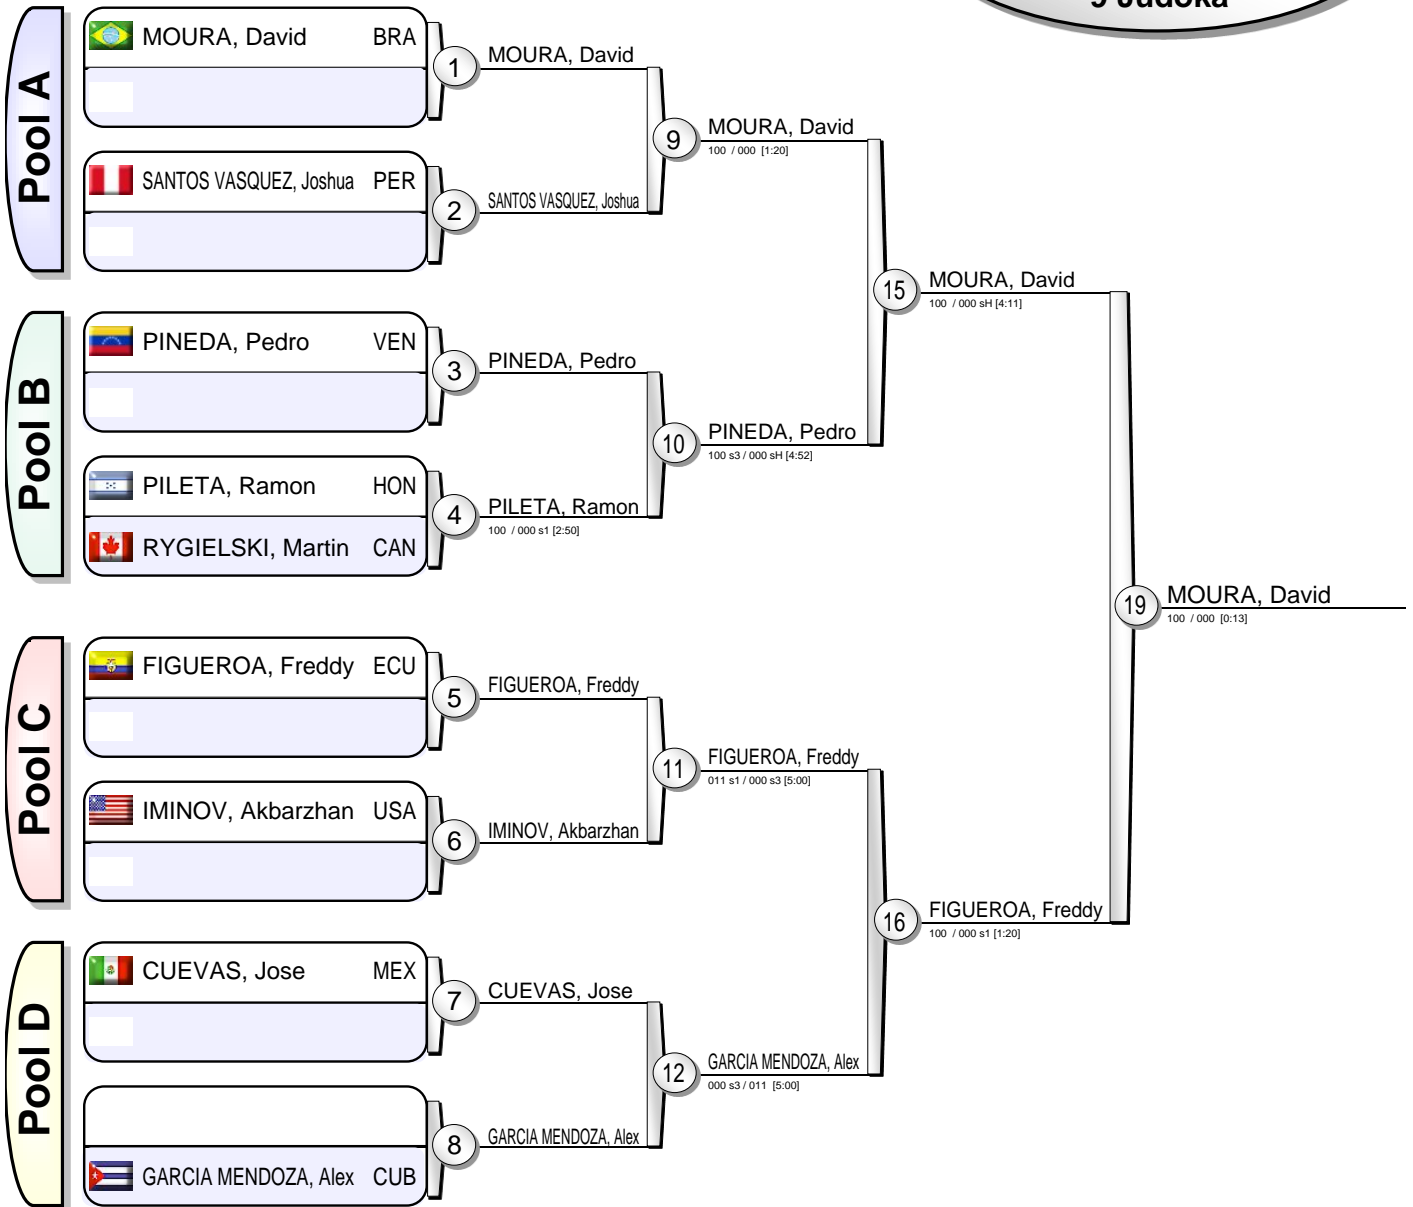 9 Judoka
Pool A
MOURA, David BRA
1
MOURA, David
SANTOS VASQUEZ, Joshua PER
2
SANTOS VASQUEZ, Joshua
9
MOURA, David
100 / 000 [1:20]
Pool B
PINEDA, Pedro VEN
3
PINEDA, Pedro
PILETA, Ramon HON
RYGIELSKI, Martin CAN
4
PILETA, Ramon
100 / 000 s1 [2:50]
10
PINEDA, Pedro
100 s3 / 000 sH [4:52]
15
MOURA, David
100 / 000 sH [4:11]
Pool C
FIGUEROA, Freddy ECU
5
FIGUEROA, Freddy
IMINOV, Akbarzhan USA
6
IMINOV, Akbarzhan
11
FIGUEROA, Freddy
011 s1 / 000 s3 [5:00]
Pool D
CUEVAS, Jose MEX
7
CUEVAS, Jose
GARCIA MENDOZA, Alex CUB
8
GARCIA MENDOZA, Alex
12
GARCIA MENDOZA, Alex
000 s3 / 011 [5:00]
16
FIGUEROA, Freddy
100 / 000 s1 [1:20]
19
MOURA, David
100 / 000 [0:13]